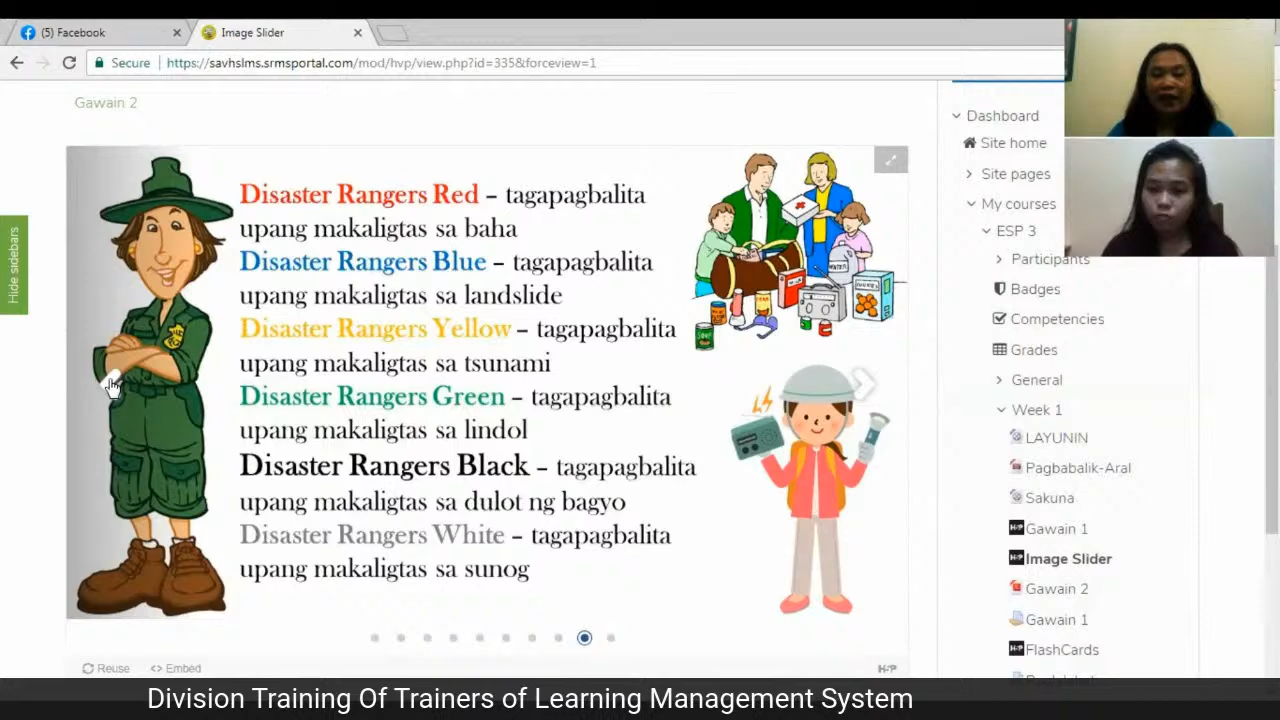 (5) Facebook
Image Slider
Secure
https://savhslms.srmsportal.com/mod/hvp/view.php?id=335&forceview=1
Gawain 2
Hide sidebars
Disaster Rangers Red – tagapagbalita
upang makaligtas sa baha
Disaster Rangers Blue – tagapagbalita
upang makaligtas sa landslide
Disaster Rangers Yellow – tagapagbalita
upang makaligtas sa tsunami
Disaster Rangers Green – tagapagbalita
upang makaligtas sa lindol
Disaster Rangers Black – tagapagbalita
upang makaligtas sa dulot ng bagyo
Disaster Rangers White – tagapagbalita
upang makaligtas sa sunog
WATER
SOUP
Reuse
Embed
H-P
Dashboard
Site home
Site pages
My courses
ESP 3
Participants
Badges
Competencies
Grades
General
Week 1
LAYUNIN
Pagbabalik-Aral
Sakuna
Gawain 1
Image Slider
Gawain 2
Gawain 1
FlashCards
Division Training Of Trainers of Learning Management System